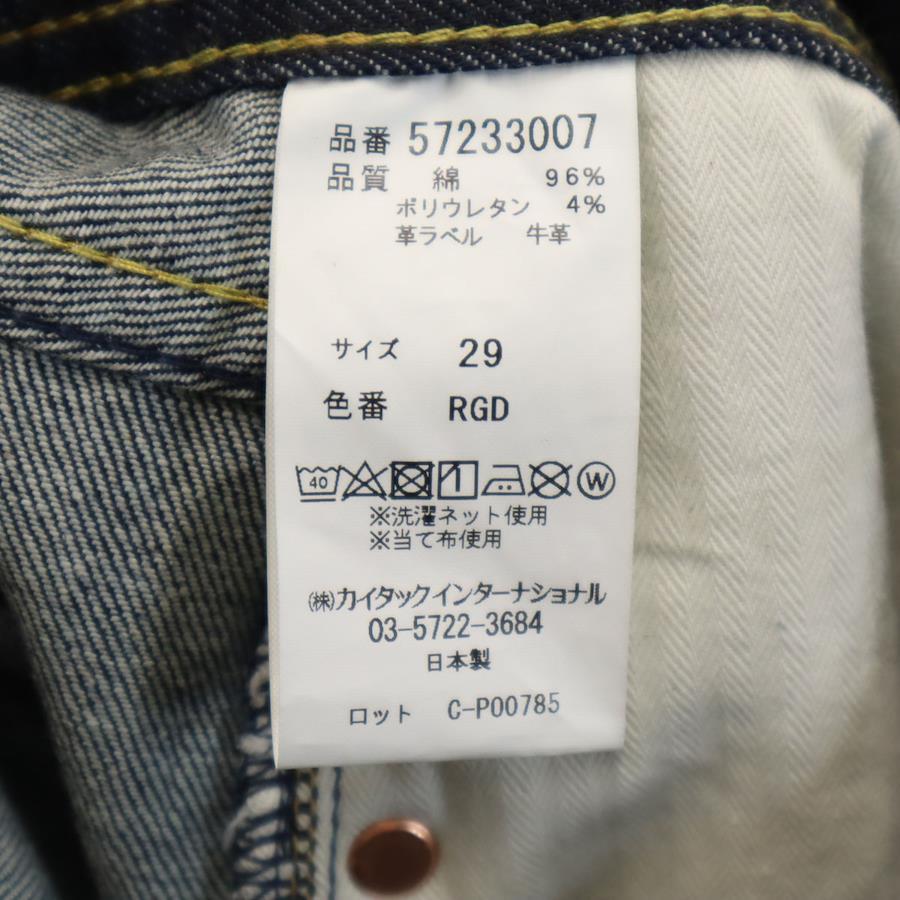 品番 57233007
品質 綿 96%
ポリウレタン 4%
革ラベル 牛革
サイズ 29
色番 RGD
40 W
※洗濯ネット使用
※当て布使用
㈱カイタックインターナショナル
03-5722-3684
日本製
ロット C-P00785